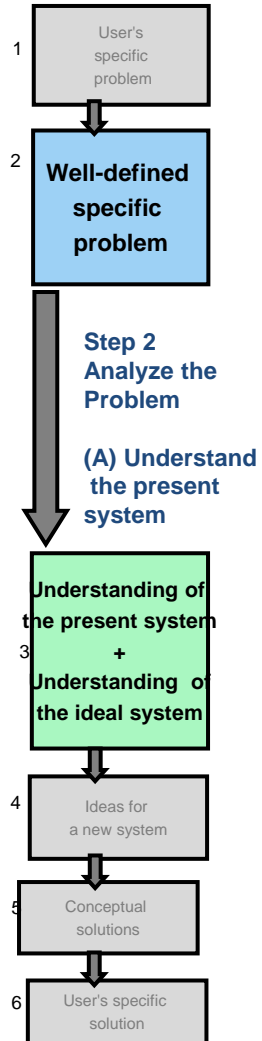 1
User's
specific
problem
2
Well-defined
specific
problem
Step 2
Analyze the
Problem
(A) Understand
the present
system
Understanding of
the present system
3
+
Understanding of
the ideal system
4
Ideas for
a new system
5
Conceptual
solutions
6
User's specific
solution